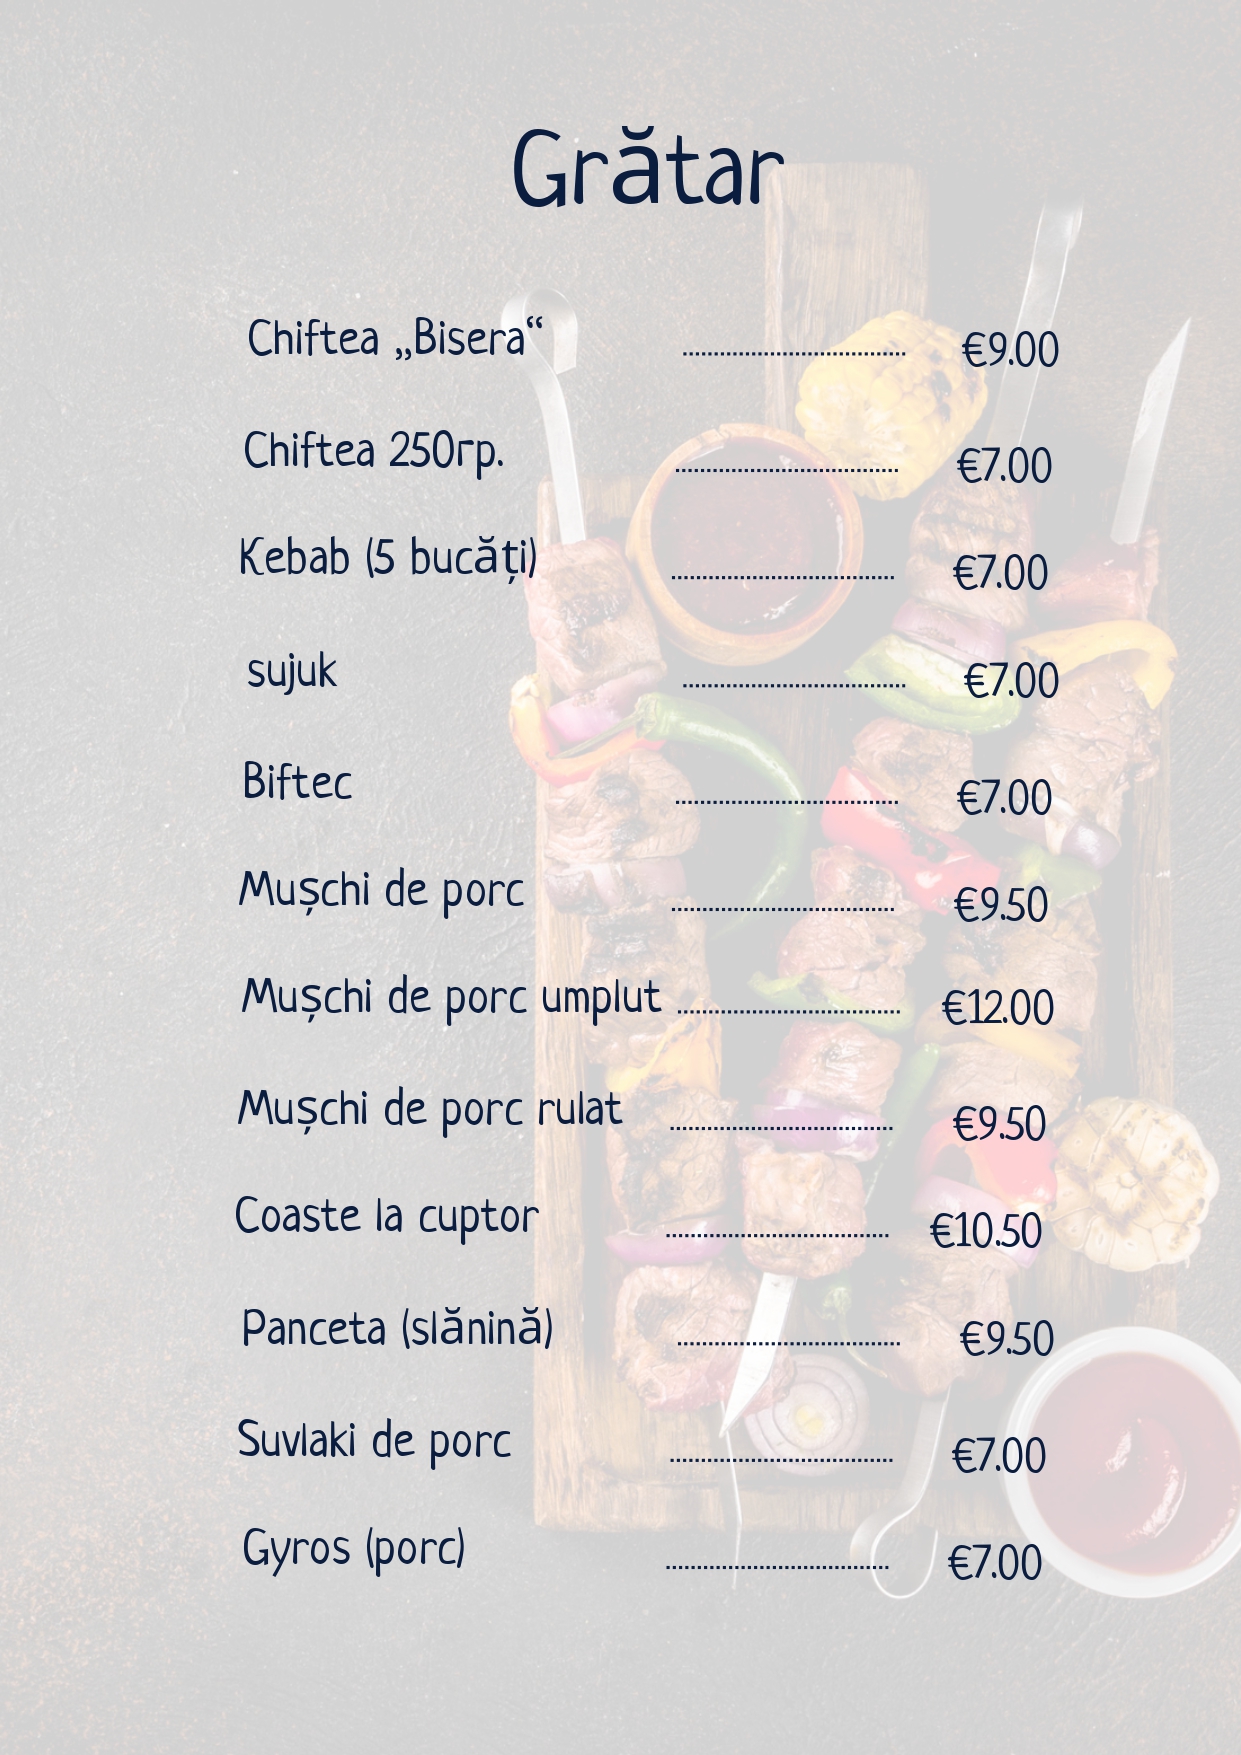 Grătar
Chiftea „Bisera“ ........ €9.00
Chiftea 250гр. ........ €7.00
Kebab (5 bucăți) ........ €7.00
sujuk ........ €7.00
Biftec ........ €7.00
Mușchi de porc ........ €9.50
Mușchi de porc umplut ........ €12.00
Mușchi de porc rulat ........ €9.50
Coaste la cuptor ........ €10.50
Panceta (slănină) ........ €9.50
Suvlaki de porc ........ €7.00
Gyros (porc) ........ €7.00